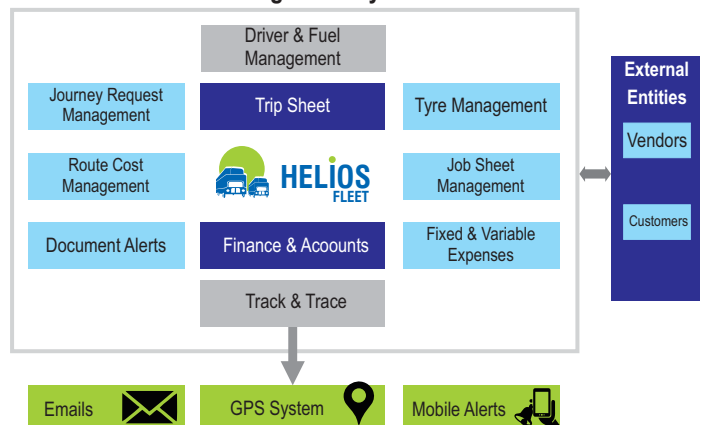 Driver & Fuel
Management
Journey Request
Management
Trip Sheet
Tyre Management
External
Entities
Vendors
Route Cost
Management
HELIOS
FLEET
Job Sheet
Management
Customers
Document Alerts
Finance & Acoounts
Fixed & Variable
Expenses
Track & Trace
Emails
GPS System
Mobile Alerts